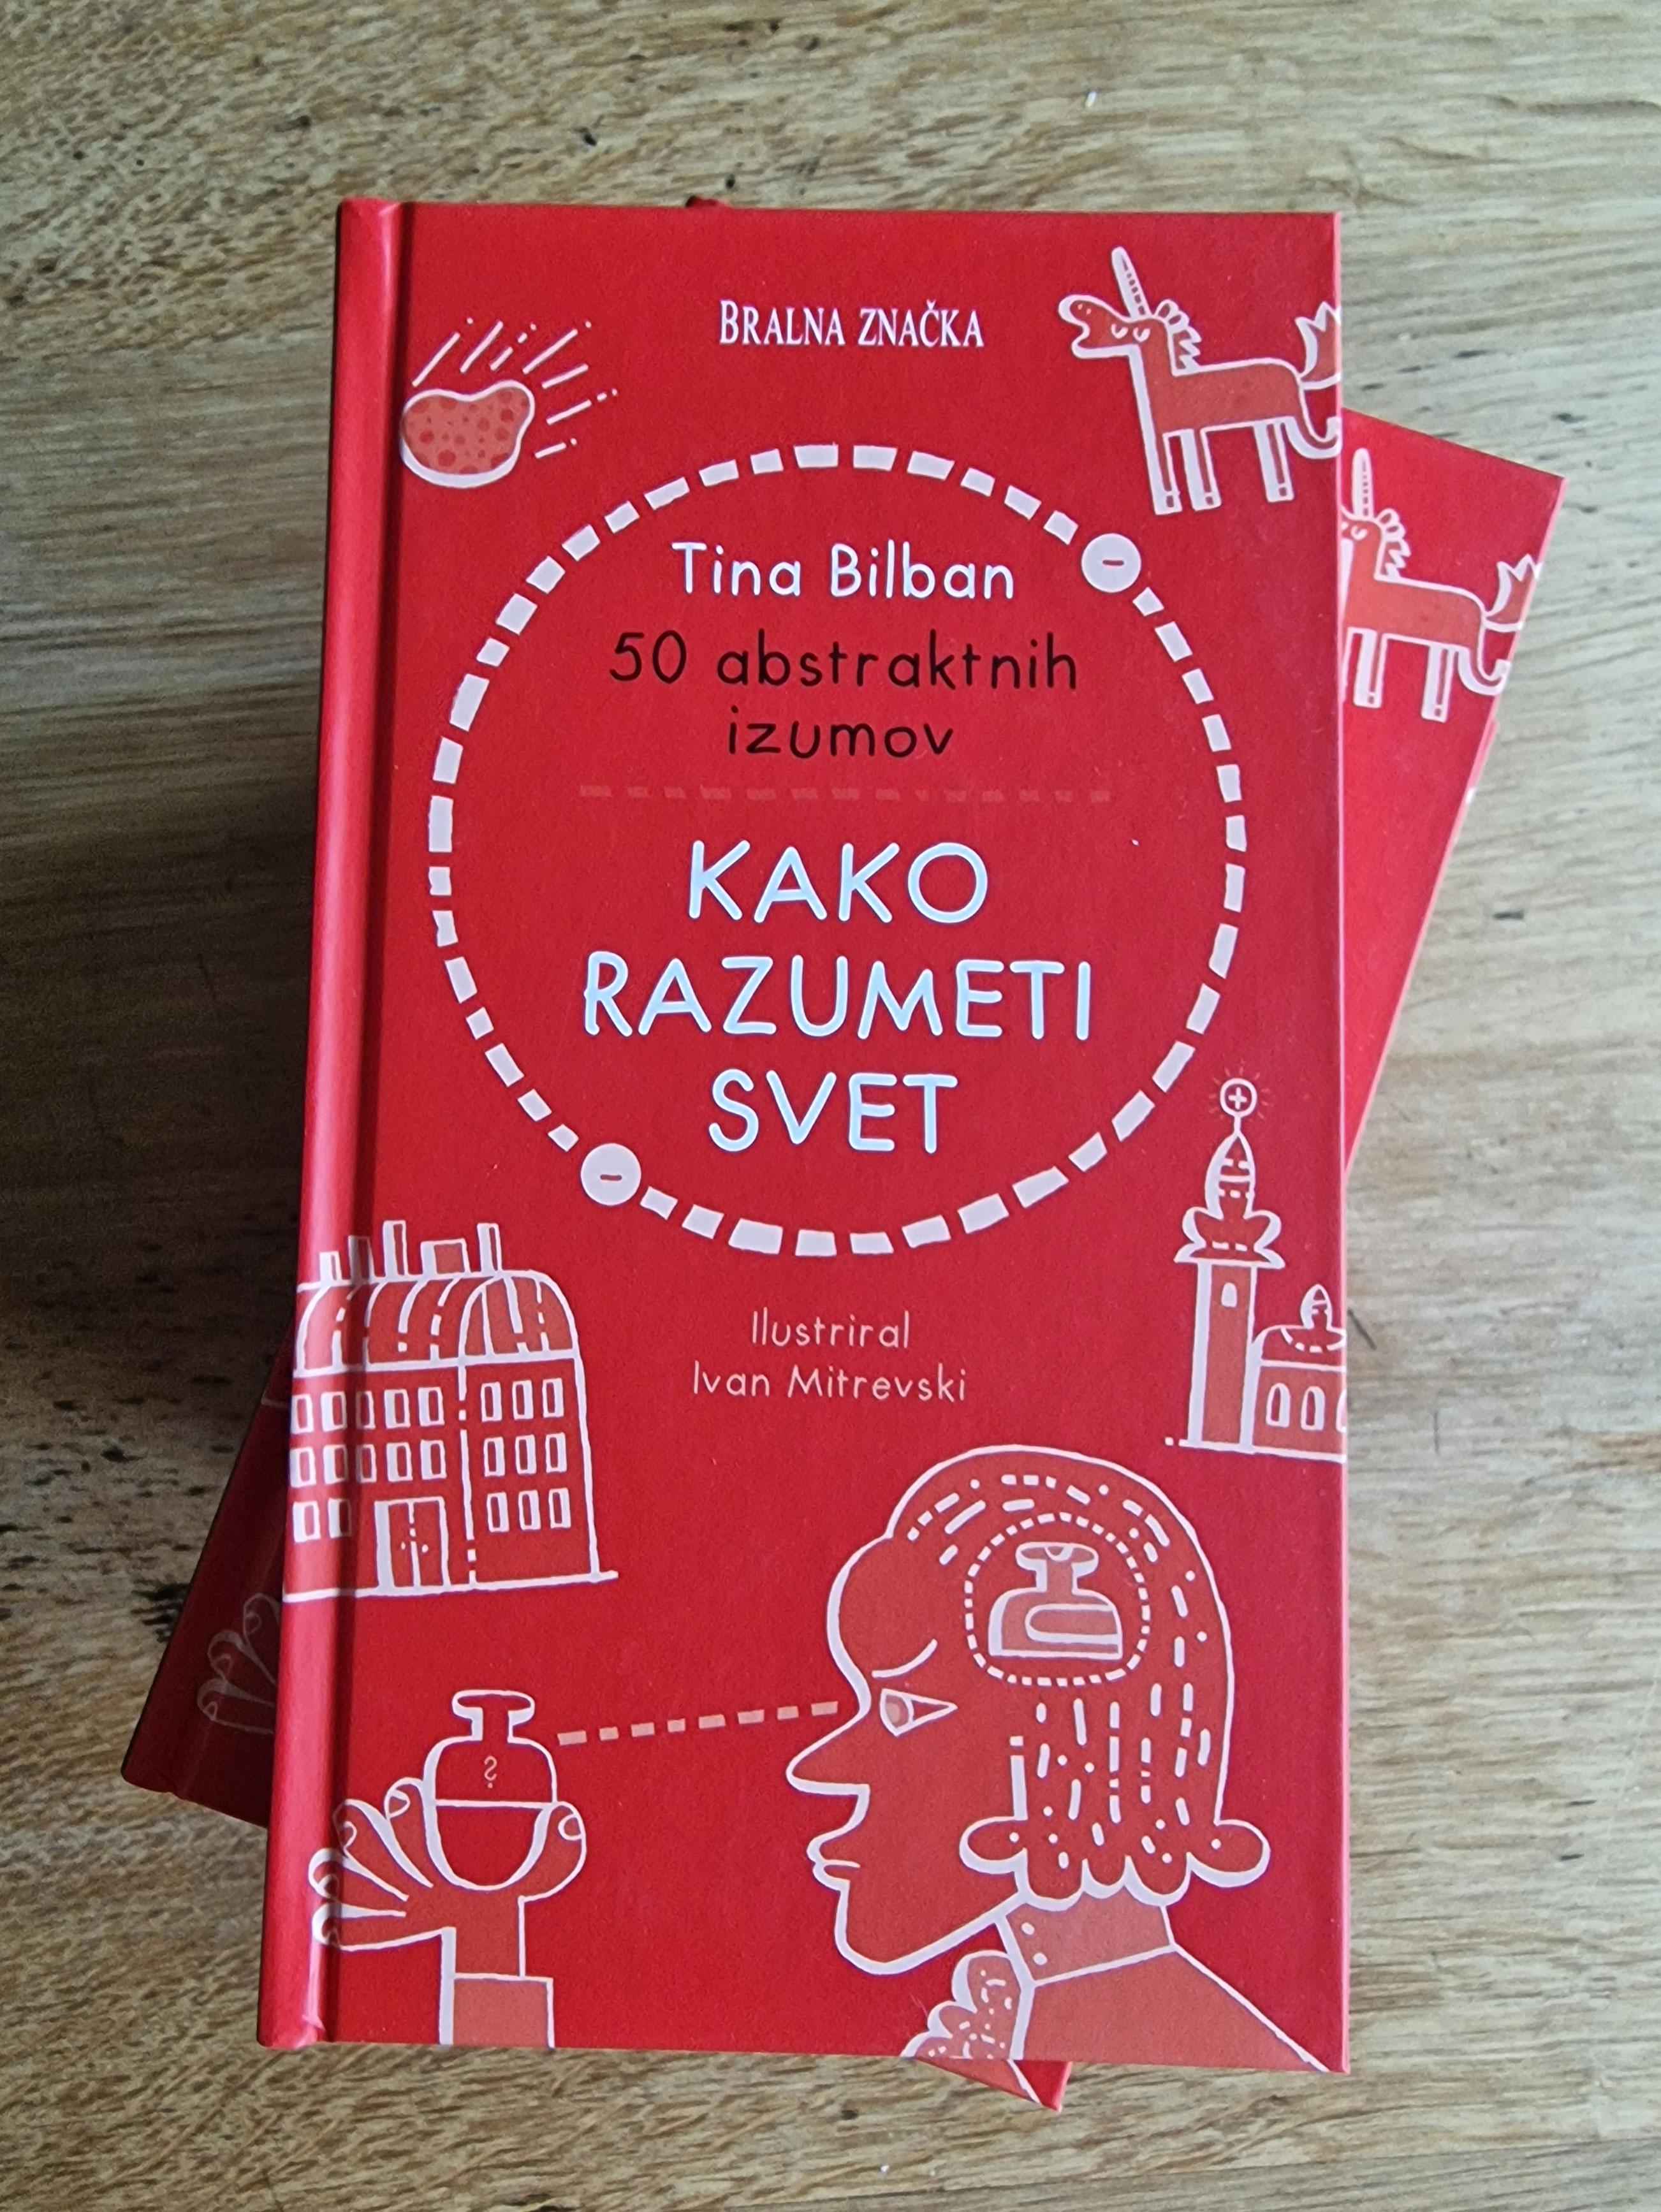 BRALNA ZNAČKA
Tina Bilban
50 abstraktnih
izumov
KAKO
RAZUMETI
SVET
Ilustriral
Ivan Mitrevski
?